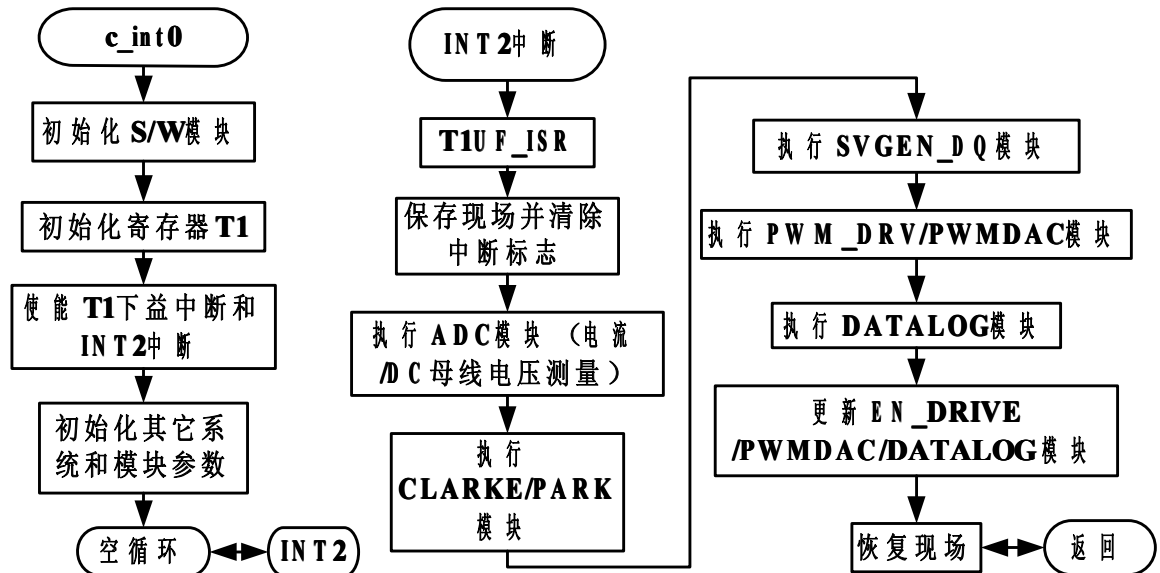 c_int0
初始化S/W模块
初始化寄存器T1
使能T1下益中断和
INT2中断
初始化其它系
统和模块参数
空循环
INT2
INT2中断
T1UF_ISR
保存现场并清除
中断标志
执行ADC模块（电流
/DC母线电压测量）
执行
CLARKE/PARK
模块
执行SVGEN_DQ模块
执行PWM_DRV/PWMDAC模块
执行DATALOG模块
更新EN_DRIVE
/PWMDAC/DATALOG模块
恢复现场
返回